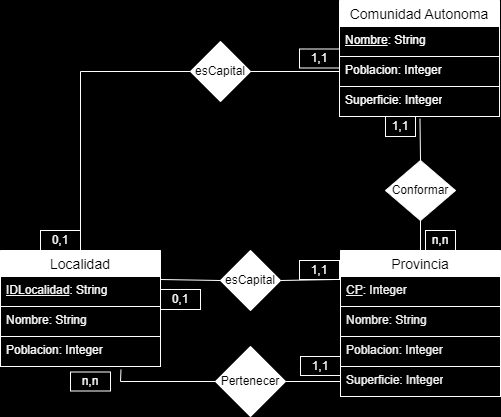 Comunidad Autonoma
Nombre: String
Poblacion: Integer
Superficie: Integer
esCapital
1,1
1,1
Conformar
0,1
n,n
Localidad
IDLocalidad: String
Nombre: String
Poblacion: Integer
esCapital
1,1
0,1
Provincia
CP: Integer
Nombre: String
Poblacion: Integer
Superficie: Integer
n,n
Pertenecer
1,1